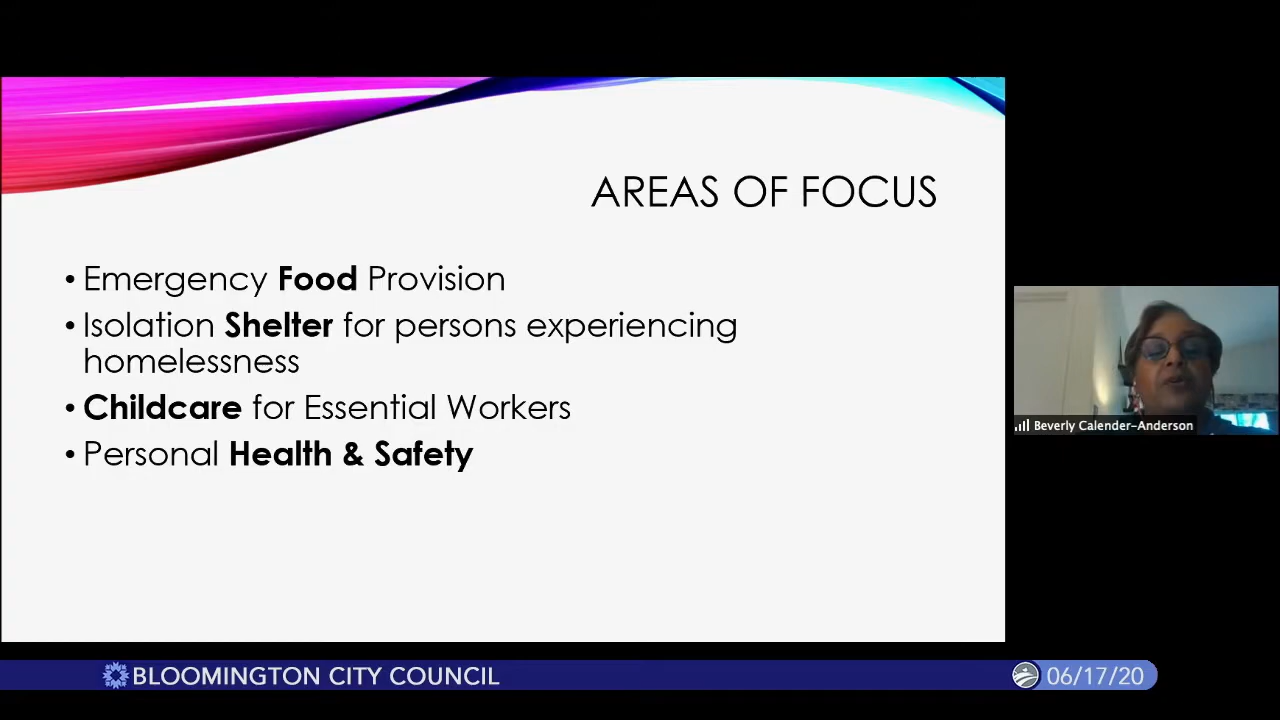 AREAS OF FOCUS
• Emergency Food Provision
• Isolation Shelter for persons experiencing
homelessness
• Childcare for Essential Workers
• Personal Health & Safety
Beverly Calender-Anderson
BLOOMINGTON CITY COUNCIL
06/17/20